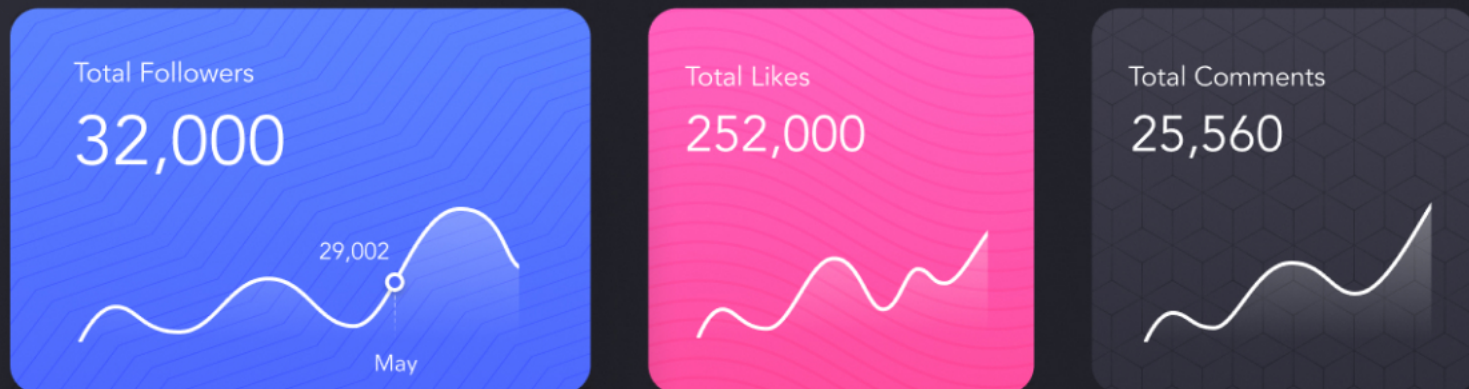 Total Followers
32,000
29,002
May
Total Likes
252,000
Total Comments
25,560